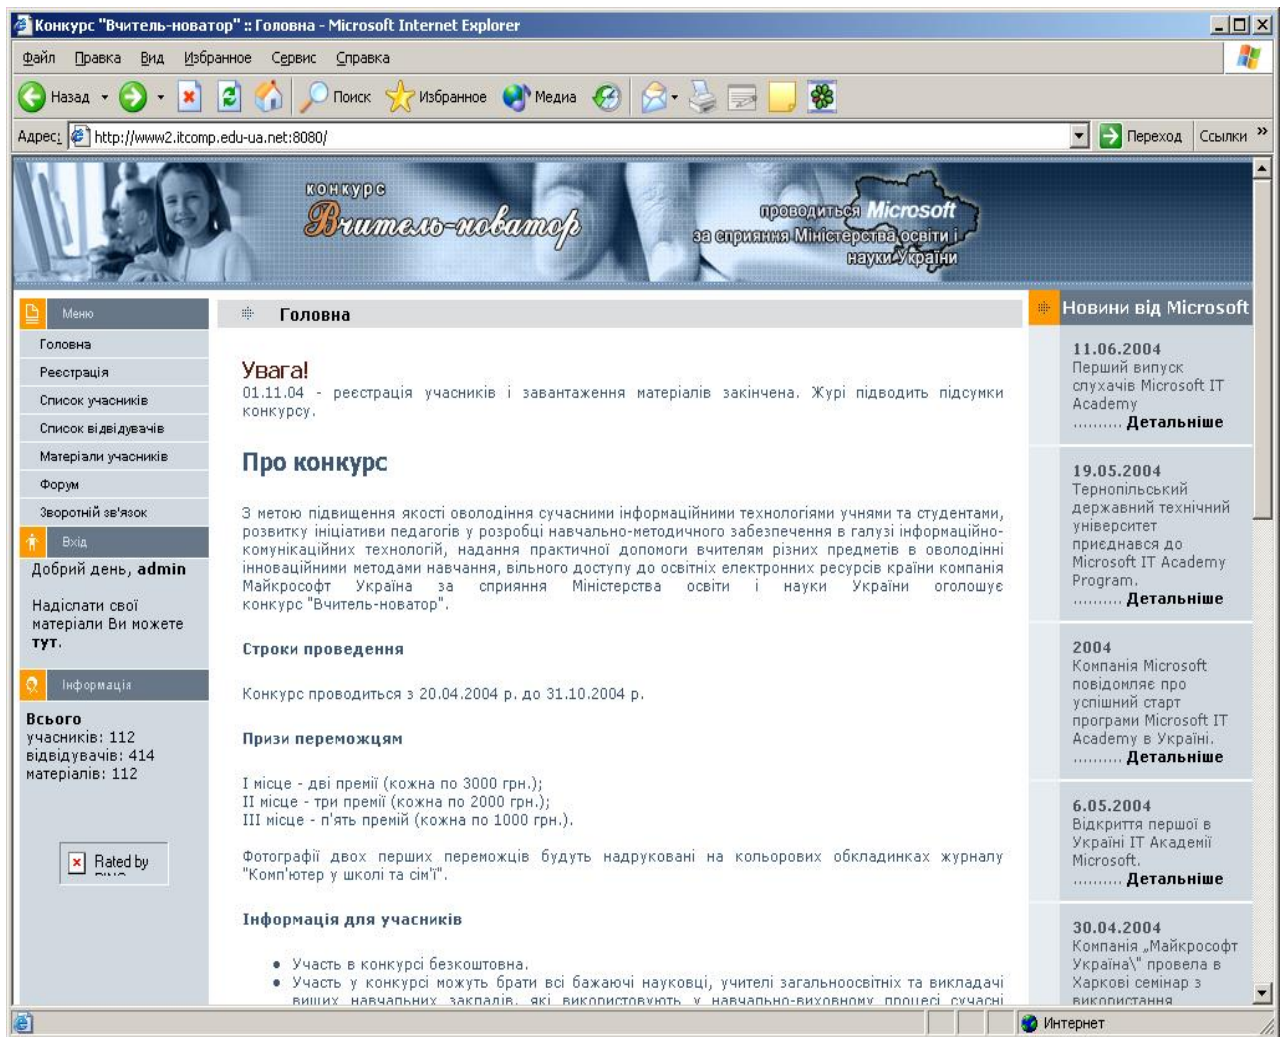 Конкурс "Вчитель-новатор" :: Головна - Microsoft Internet Explorer
Файл Правка Вид Избранное Сервис Справка
Назад Поиск Избранное Медиа
Адрес: http://www2.itcomp.edu-ua.net:8080/ Переход Ссылки »
конкурс
Вчитель-новатор
проводиться Microsoft
за сприяння Міністерства освіти і
науки України
Меню
Головна
Реєстрація
Список учасників
Список відвідувачів
Матеріали учасників
Форум
Зворотній зв'язок
Вхід
Добрий день, admin
Надіслати свої
матеріали Ви можете
тут.
Інформація
Всього
учасників: 112
відвідувачів: 414
матеріалів: 112
Rated by
Головна
Увага!
01.11.04 - реєстрація учасників і завантаження матеріалів закінчена. Журі підводить підсумки
конкурсу.
Про конкурс
З метою підвищення якості оволодіння сучасними інформаційними технологіями учнями та студентами,
розвитку ініціативи педагогів у розробці навчально-методичного забезпечення в галузі інформаційно-
комунікаційних технологій, надання практичної допомоги вчителям різних предметів в оволодінні
інноваційними методами навчання, вільного доступу до освітніх електронних ресурсів країни компанія
Майкрософт Україна за сприяння Міністерства освіти і науки України оголошує
конкурс "Вчитель-новатор".
Строки проведення
Конкурс проводиться з 20.04.2004 р. до 31.10.2004 р.
Призи переможцям
І місце - дві премії (кожна по 3000 грн.);
ІІ місце - три премії (кожна по 2000 грн.);
ІІІ місце - п'ять премій (кожна по 1000 грн.).
Фотографії двох перших переможців будуть надруковані на кольорових обкладинках журналу
"Комп'ютер у школі та сім'ї".
Інформація для учасників
● Участь в конкурсі безкоштовна.
● Участь у конкурсі можуть брати всі бажаючі науковці, учителі загальноосвітніх та викладачі
вищих навчальних закладів, які використовують у навчально-виховному процесі сучасні
Новини від Microsoft
11.06.2004
Перший випуск
слухачів Microsoft IT
Academy
.......... Детальніше
19.05.2004
Тернопільський
державний технічний
університет
приєднався до
Microsoft IT Academy
Program.
.......... Детальніше
2004
Компанія Microsoft
повідомляє про
успішний старт
програми Microsoft IT
Academy в Україні.
.......... Детальніше
6.05.2004
Відкриття першої в
Україні IT Академії
Microsoft.
.......... Детальніше
30.04.2004
Компанія „Майкрософт
Україна\" провела в
Харкові семінар з
використання
Интернет